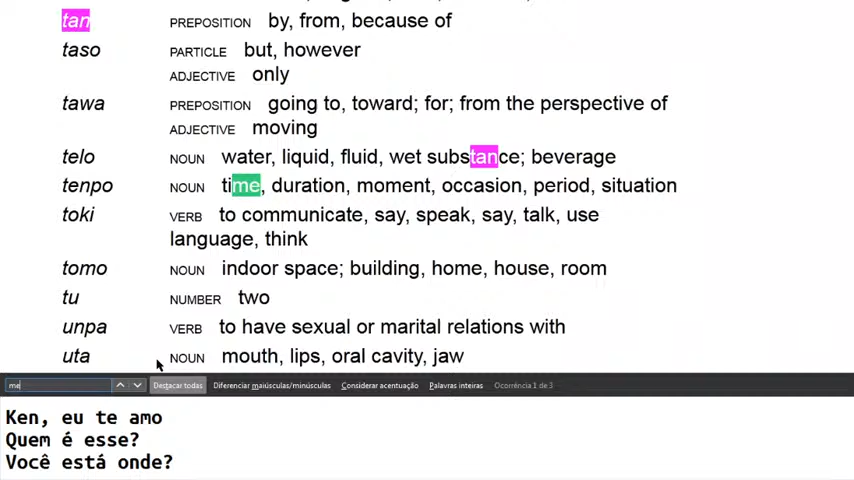 tan PREPOSITION by, from, because of
taso PARTICLE but, however
ADJECTIVE only
tawa PREPOSITION going to, toward; for; from the perspective of
ADJECTIVE moving
telo NOUN water, liquid, fluid, wet substance; beverage
tenpo NOUN time, duration, moment, occasion, period, situation
toki VERB to communicate, say, speak, say, talk, use
language, think
tomo NOUN indoor space; building, home, house, room
tu NUMBER two
unpa VERB to have sexual or marital relations with
uta NOUN mouth, lips, oral cavity, jaw
me Destacar todas Diferenciar maiúsculas/minúsculas Considerar acentuação Palavras inteiras Ocorrência 1 de 3
Ken, eu te amo
Quem é esse?
Você está onde?